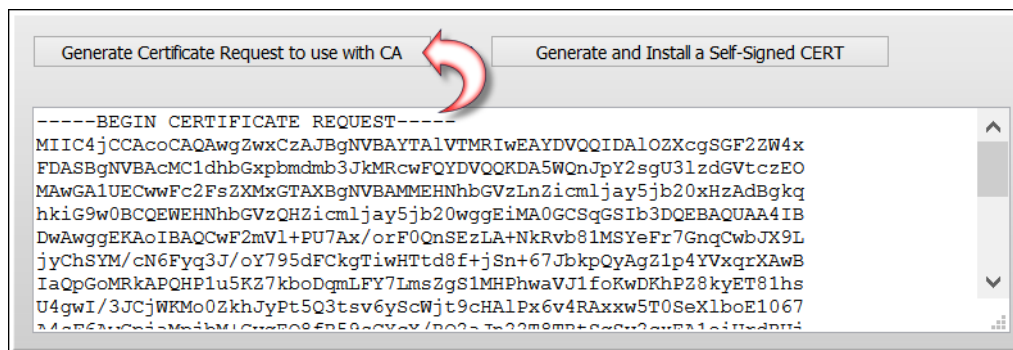 Generate Certificate Request to use with CA
Generate and Install a Self-Signed CERT
-----BEGIN CERTIFICATE REQUEST-----
MIIC4jCCAcoCAQAwgZwxCzAJBgNVBAYTAlVTMRIwEAYDVQQIDAlOZXcgSGF2ZW4x
FDASBgNVBAcMC1dhbGxpbmdmb3JkMRcwFQYDVQQKDA5WQnJpY2sgU3lzdGVtczEO
MAwGA1UECwwFc2FsZXMxGTAXBgNVBAMMEHNhbGVzLnZicmljay5jb20xHzAdBgkq
hkiG9w0BCQEWEHNhbGVzQHZicmljay5jb20wggEiMA0GCSqGSIb3DQEBAQUAA4IB
DwAwggEKAoIBAQCwF2mVl+PU7Ax/orF0QnSEzLA+NkRvb81MSYeFr7GnqCwbJX9L
jyChSYM/cN6Fyq3J/oY795dFCkgTiwHTtd8f+jSn+67JbkpQyAgZ1p4YVxqrXAwB
IaQpGoMRkAPQHP1u5KZ7kboDqmLFY7LmsZgS1MHPhwaVJ1foKwDKhPZ8kyET81hs
U4gwI/3JCjWKMo0ZkhJyPt5Q3tsv6yScWjt9cHAlPx6v4RAxxw5T0SeXlboE1067